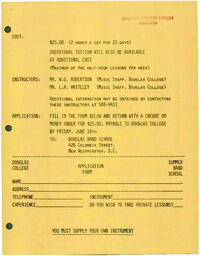 COST:
$25.00 (2 HOURS A DAY FOR 15 DAYS)
INDIVIDUAL TUITION WILL ALSO BE AVAILABLE
AT ADDITIONAL COST
(MAXIMUM OF TWO HALF-HOUR LESSONS PER WEEK)
INSTRUCTORS: MR. W.G. ROBERTSON (MUSIC STAFF, DOUGLAS COLLEGE)
MR. L.A. WHITELEY (MUSIC STAFF, DOUGLAS COLLEGE)
ADDITIONAL INFORMATION MAY BE OBTAINED BY CONTACTING
THESE INSTRUCTORS AT 588-4411
APPLICATION: FILL IN THE FORM BELOW AND RETURN WITH A CHEQUE OR
MONEY ORDER FOR $25.00, PAYABLE TO DOUGLAS COLLEGE
BY FRIDAY, JUNE 18TH
TO: DOUGLAS BAND SCHOOL
426 COLUMBIA STREET,
NEW WESTMINSTER, B.C.
DOUGLAS COLLEGE
APPLICATION FORM
SUMMER BAND SCHOOL
NAME
ADDRESS
TELEPHONE INSTRUMENT
EXPERIENCE DO YOU WISH TO TAKE PRIVATE LESSONS?
YOU MUST SUPPLY YOUR OWN INSTRUMENT